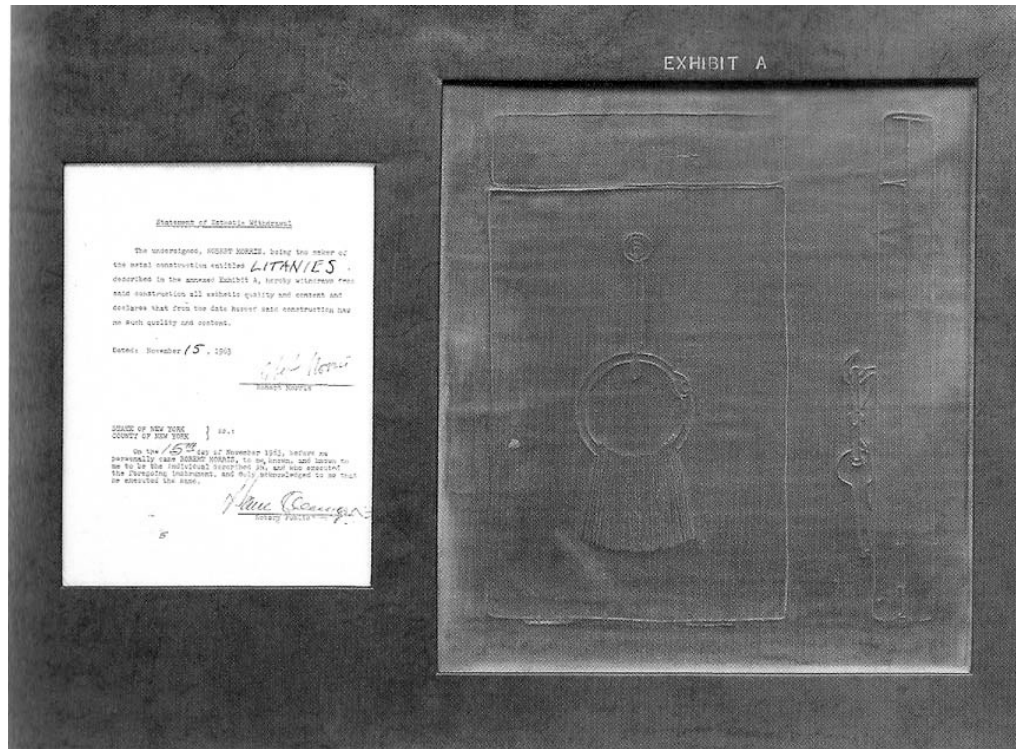 EXHIBIT A
Statement of Esthetic Withdrawal
The undersigned, ROBERT MORRIS, being the maker of
the metal construction entitled LITANIES ,
described in the annexed Exhibit A, hereby withdraws from
said construction all esthetic quality and content and
declares that from the date hereof said construction has
no such quality and content.
Dated: November 15, 1963
Robert Morris
Robert Morris
STATE OF NEW YORK
COUNTY OF NEW YORK } ss.:
On the 15th day of November 1963, before me
personally came ROBERT MORRIS, to me known, and known to
me to be the individual described in, and who executed
the foregoing instrument, and duly acknowledged to me that
he executed the same.
Notary Public